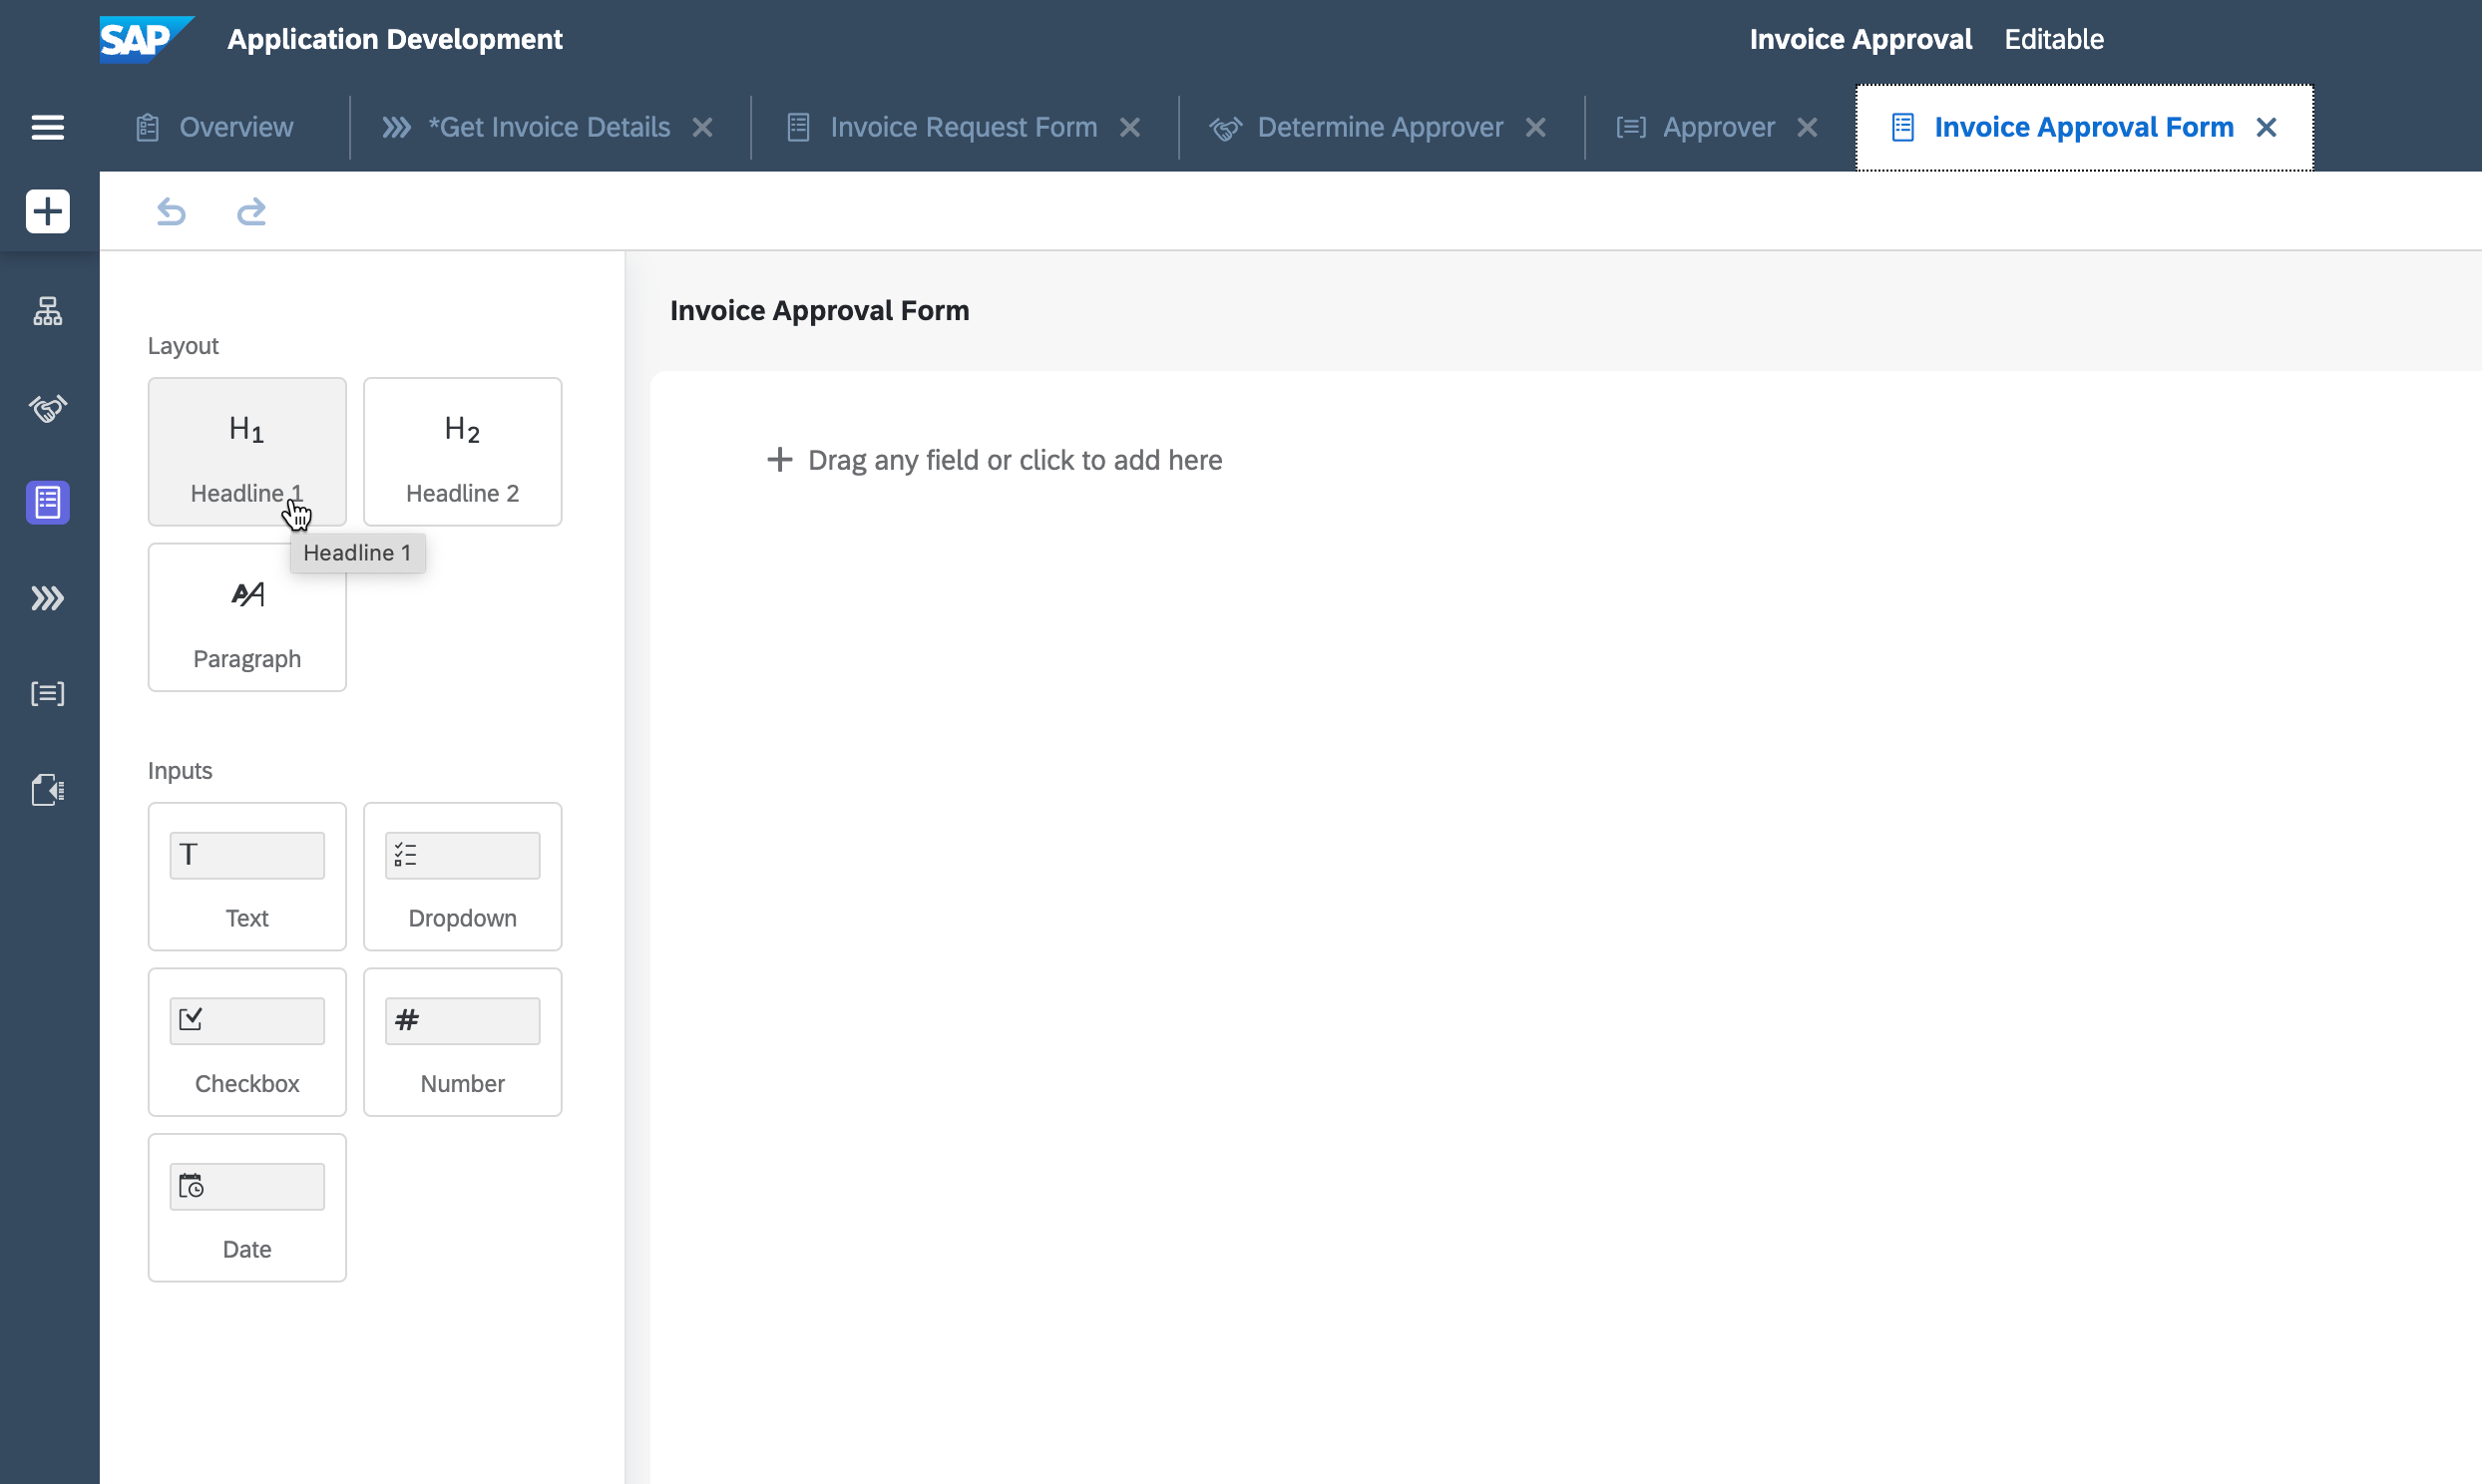 SAP Application Development Invoice Approval Editable
Overview *Get Invoice Details Invoice Request Form Determine Approver Approver Invoice Approval Form
Invoice Approval Form
Layout
H1 H2
Headline 1 Headline 2
Drag any field or click to add here
Headline 1
Paragraph
Inputs
T
Text Dropdown
#
Checkbox Number
Date